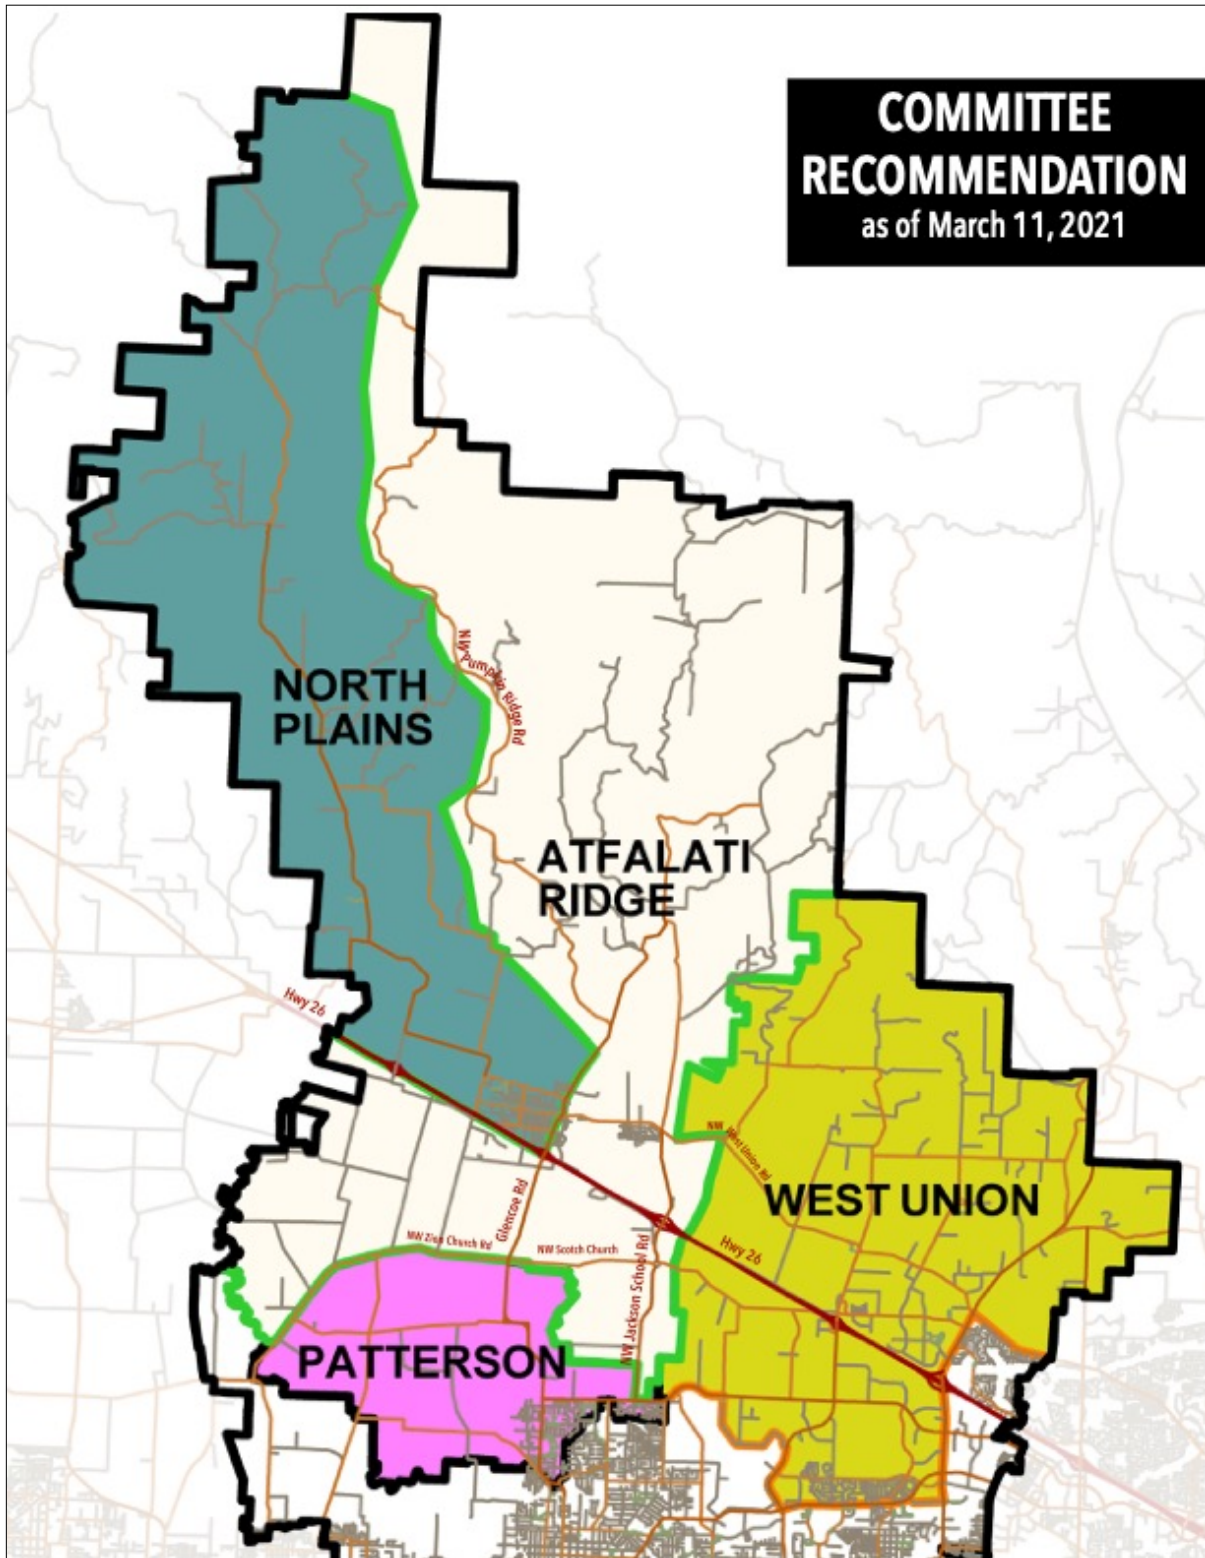 COMMITTEE
RECOMMENDATION
as of March 11, 2021
NORTH
PLAINS
NW Pumpkin Ridge Rd
ATFALATI
RIDGE
Hwy 26
NW West Union Rd
WEST UNION
Glencoe Rd
NW Zion Church Rd
NW Scotch Church
NW Jackson School Rd
Hwy 26
PATTERSON